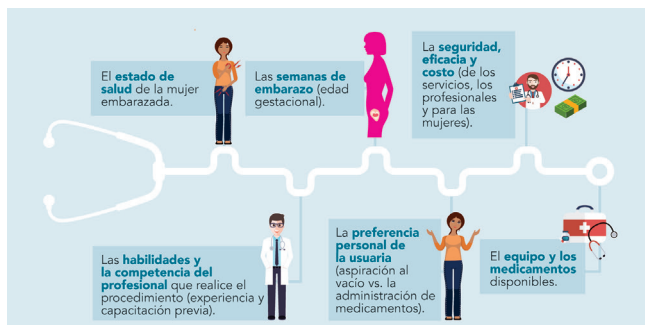 El estado de
salud de la mujer
embarazada.
Las semanas de
embarazo (edad
gestacional).
La seguridad,
eficacia y
costo (de los
servicios, los
profesionales
y para las
mujeres).
Las habilidades y
la competencia del
profesional que realice el
procedimiento (experiencia y
capacitación previa).
La preferencia
personal de
la usuaria
(aspiración al
vacío vs. la
administración de
medicamentos).
El equipo y los
medicamentos
disponibles.